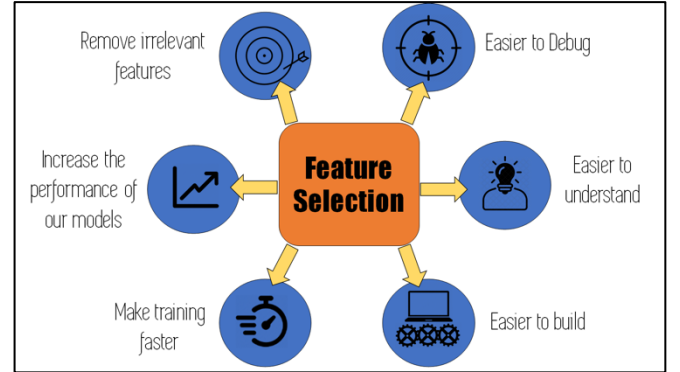 Remove irrelevant
features
Easier to Debug
Increase the
performance of
our models
Feature
Selection
Easier to
understand
Make training
faster
Easier to build